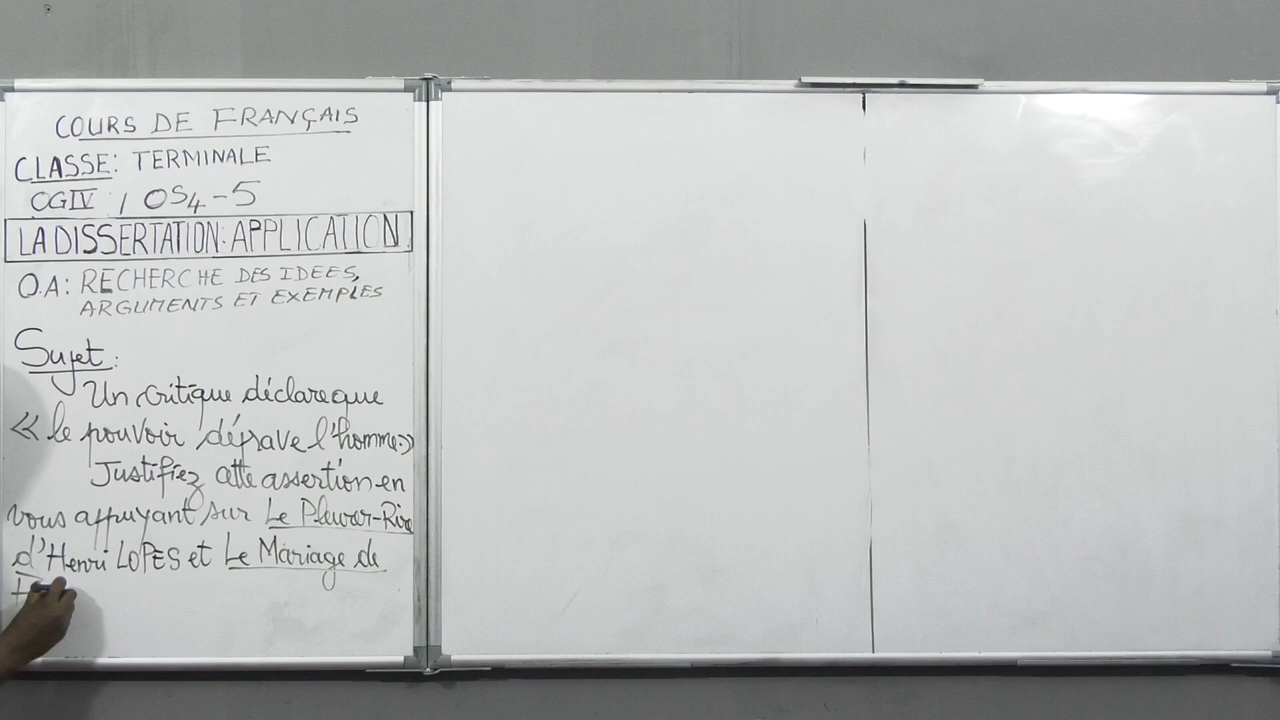 COURS DE FRANÇAIS
CLASSE: TERMINALE
OGIV / OS4-5
LA DISSERTATION: APPLICATION
O.A: RECHERCHE DES IDEES,
ARGUMENTS ET EXEMPLES
Sujet:
Un critique déclare que
« le pouvoir déprave l'homme »
Justifiez cette assertion en
vous appuyant sur Le Pleurer-Rire
d'Henri LOPES et Le Mariage de